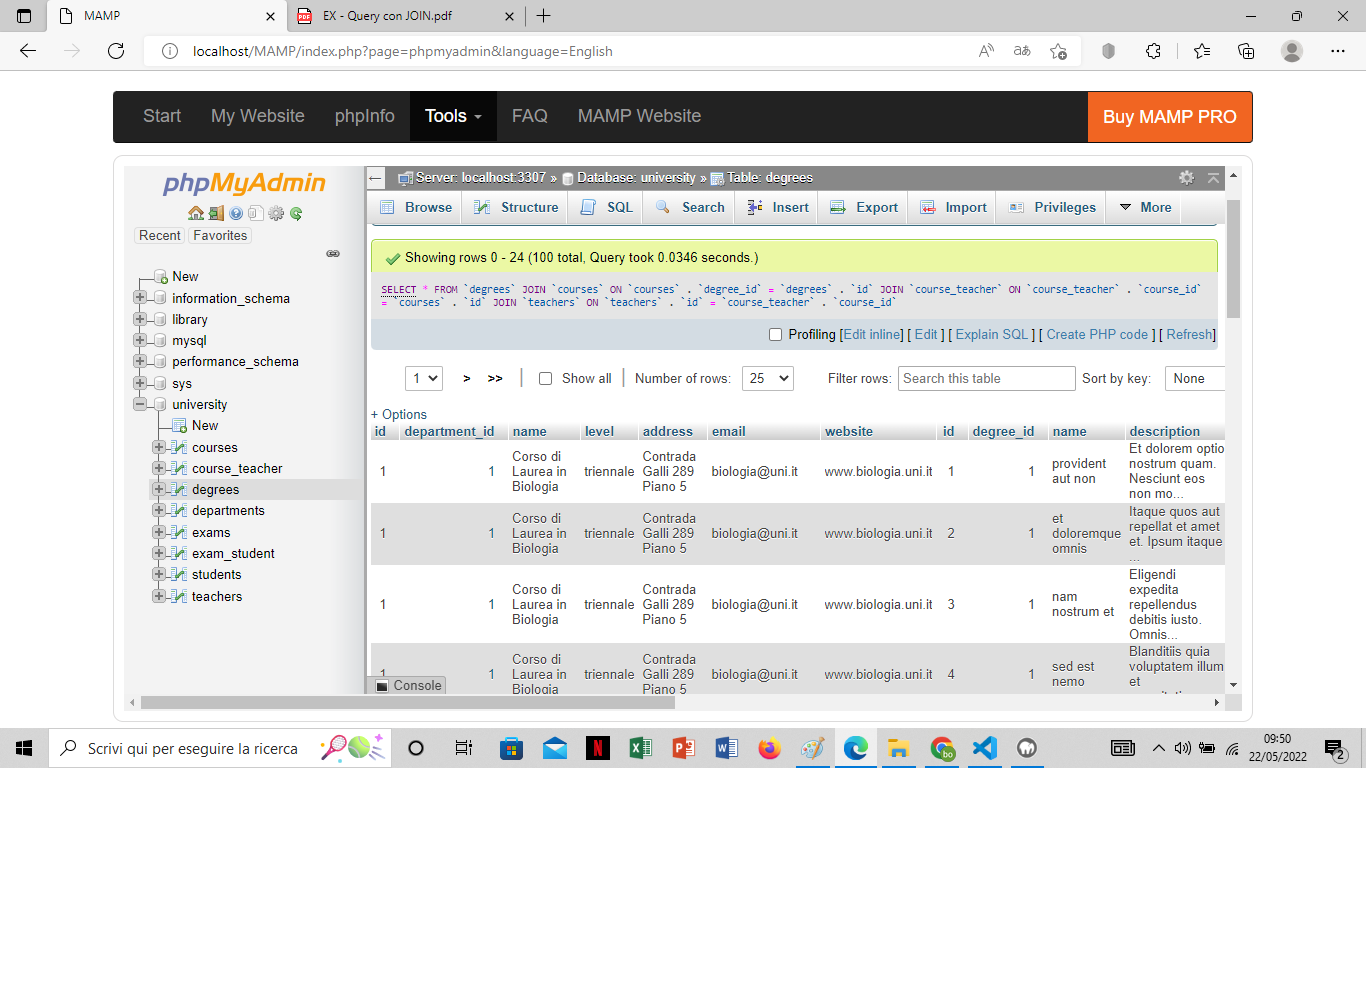 MAMP
EX - Query con JOIN.pdf
localhost/MAMP/index.php?page=phpmyadmin&language=English
Start My Website phpInfo Tools FAQ MAMP Website Buy MAMP PRO
phpMyAdmin
Recent Favorites
New
information_schema
library
mysql
performance_schema
sys
university
New
courses
course_teacher
degrees
departments
exams
exam_student
students
teachers
Server: localhost:3307 » Database: university » Table: degrees
Browse Structure SQL Search Insert Export Import Privileges More
Showing rows 0 - 24 (100 total, Query took 0.0346 seconds.)
SELECT * FROM `degrees` JOIN `courses` ON `courses` . `degree_id` = `degrees` . `id` JOIN `course_teacher` ON `course_teacher` . `course_id`
= `courses` . `id` JOIN `teachers` ON `teachers` . `id` = `course_teacher` . `course_id`
Profiling [Edit inline] [ Edit ] [ Explain SQL ] [ Create PHP code ] [ Refresh]
1 > >> Show all Number of rows: 25 Filter rows: Search this table Sort by key: None
+ Options
id department_id name level address email website id degree_id name description
1 1 Corso di Laurea in Biologia triennale Contrada Galli 289 Piano 5 biologia@uni.it www.biologia.uni.it 1 1 provident aut non Et dolorem optio nostrum quam. Nesciunt eos non mo...
1 1 Corso di Laurea in Biologia triennale Contrada Galli 289 Piano 5 biologia@uni.it www.biologia.uni.it 2 1 et doloremque omnis Itaque quos aut repellat et amet et. Ipsum itaque ...
1 1 Corso di Laurea in Biologia triennale Contrada Galli 289 Piano 5 biologia@uni.it www.biologia.uni.it 3 1 nam nostrum et Eligendi expedita repellendus debitis iusto. Omnis...
1 1 Corso di Laurea in Biologia triennale Contrada Galli 289 Piano 5 biologia@uni.it www.biologia.uni.it 4 1 sed est nemo Blanditiis quia voluptatem illum et
Console
Scrivi qui per eseguire la ricerca
09:50
22/05/2022
2